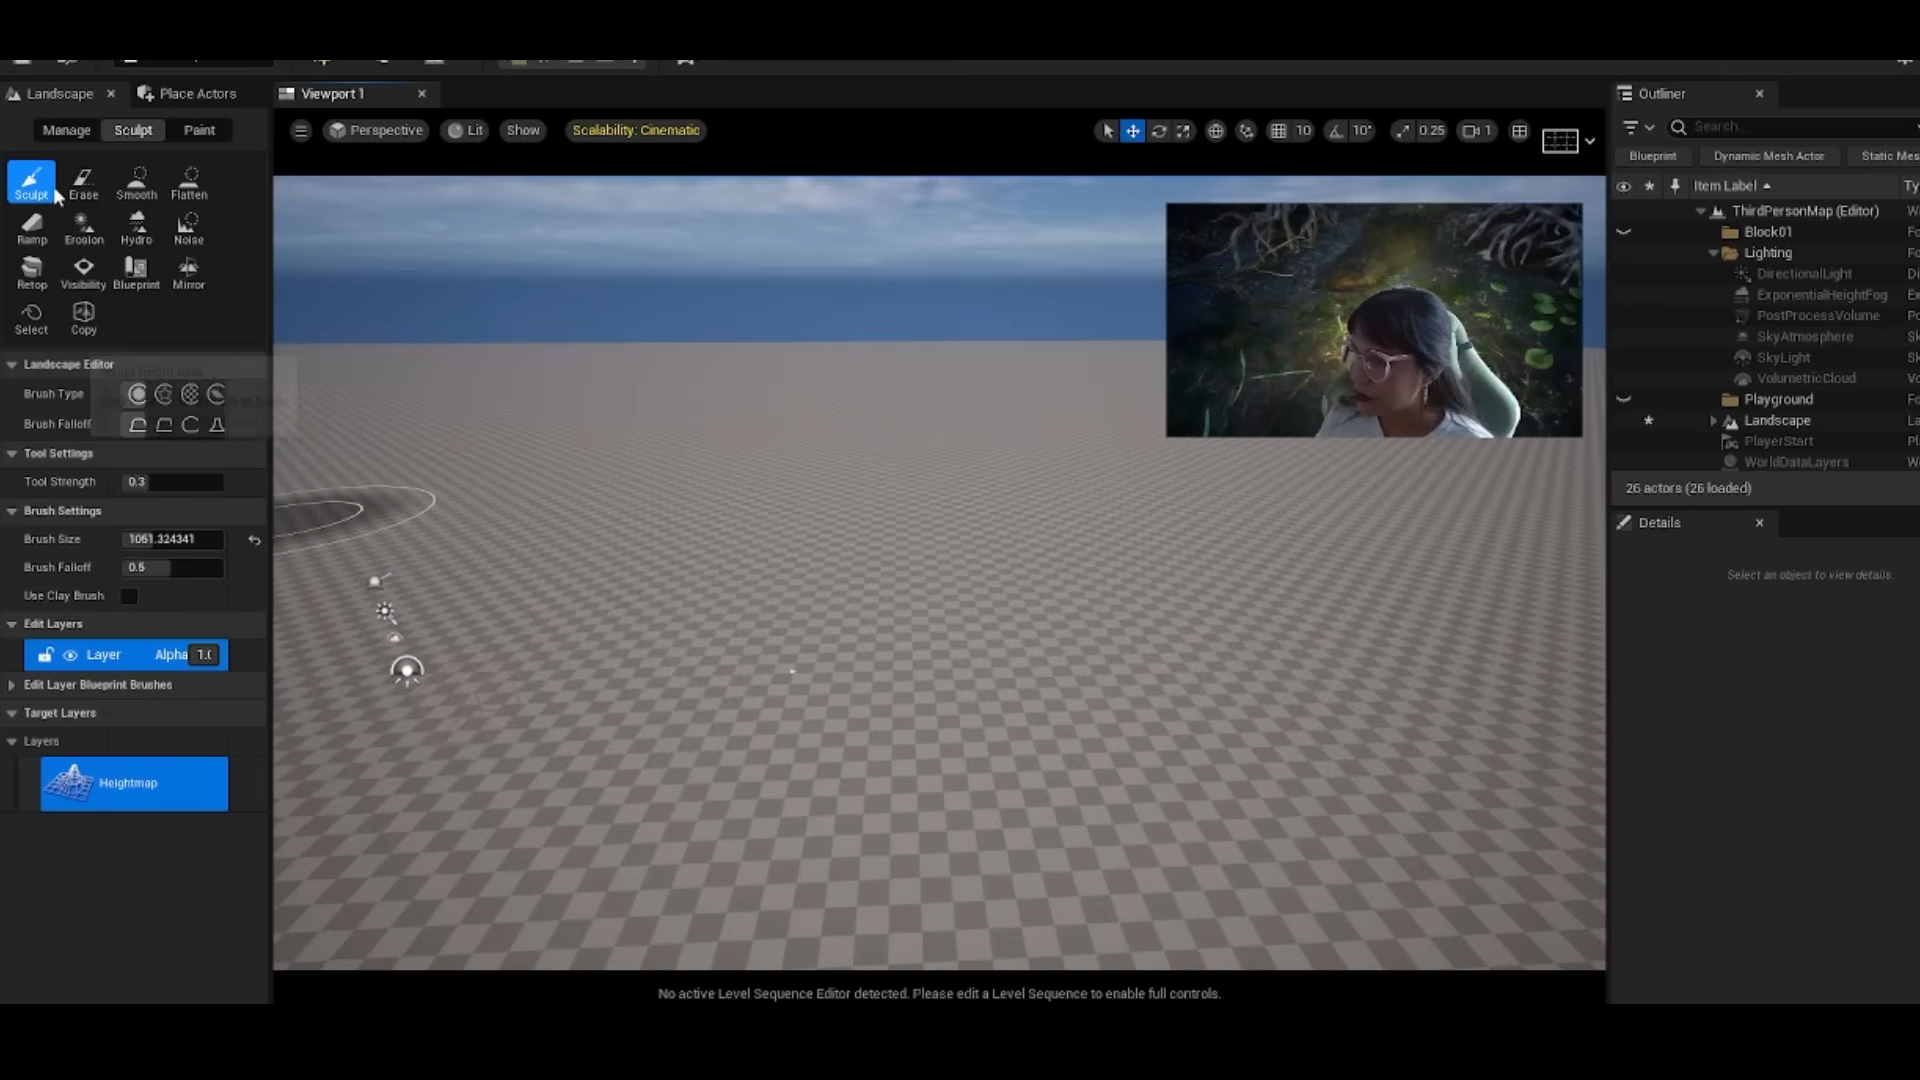 Landscape
Place Actors
Viewport 1
Outliner
Manage
Sculpt
Paint
Perspective
Lit
Show
Scalability: Cinematic
10
10°
0.25
1
Search...
Blueprint
Dynamic Mesh Actor
Static Mes
Sculpt
Erase
Smooth
Flatten
Item Label
Ty
Ramp
Erosion
Hydro
Noise
ThirdPersonMap (Editor)
Block01
Lighting
Retop
Visibility
Blueprint
Mirror
DirectionalLight
ExponentialHeightFog
PostProcessVolume
Select
Copy
SkyAtmosphere
SkyLight
VolumetricCloud
Landscape Editor
Brush Type
Playground
Brush Falloff
Landscape
PlayerStart
WorldDataLayers
Tool Settings
Tool Strength
0.3
26 actors (26 loaded)
Brush Settings
Details
Brush Size
1061.324341
Brush Falloff
0.5
Select an object to view details.
Use Clay Brush
Edit Layers
Layer
Alpha
1.(
Edit Layer Blueprint Brushes
Target Layers
Layers
Heightmap
No active Level Sequence Editor detected. Please edit a Level Sequence to enable full controls.